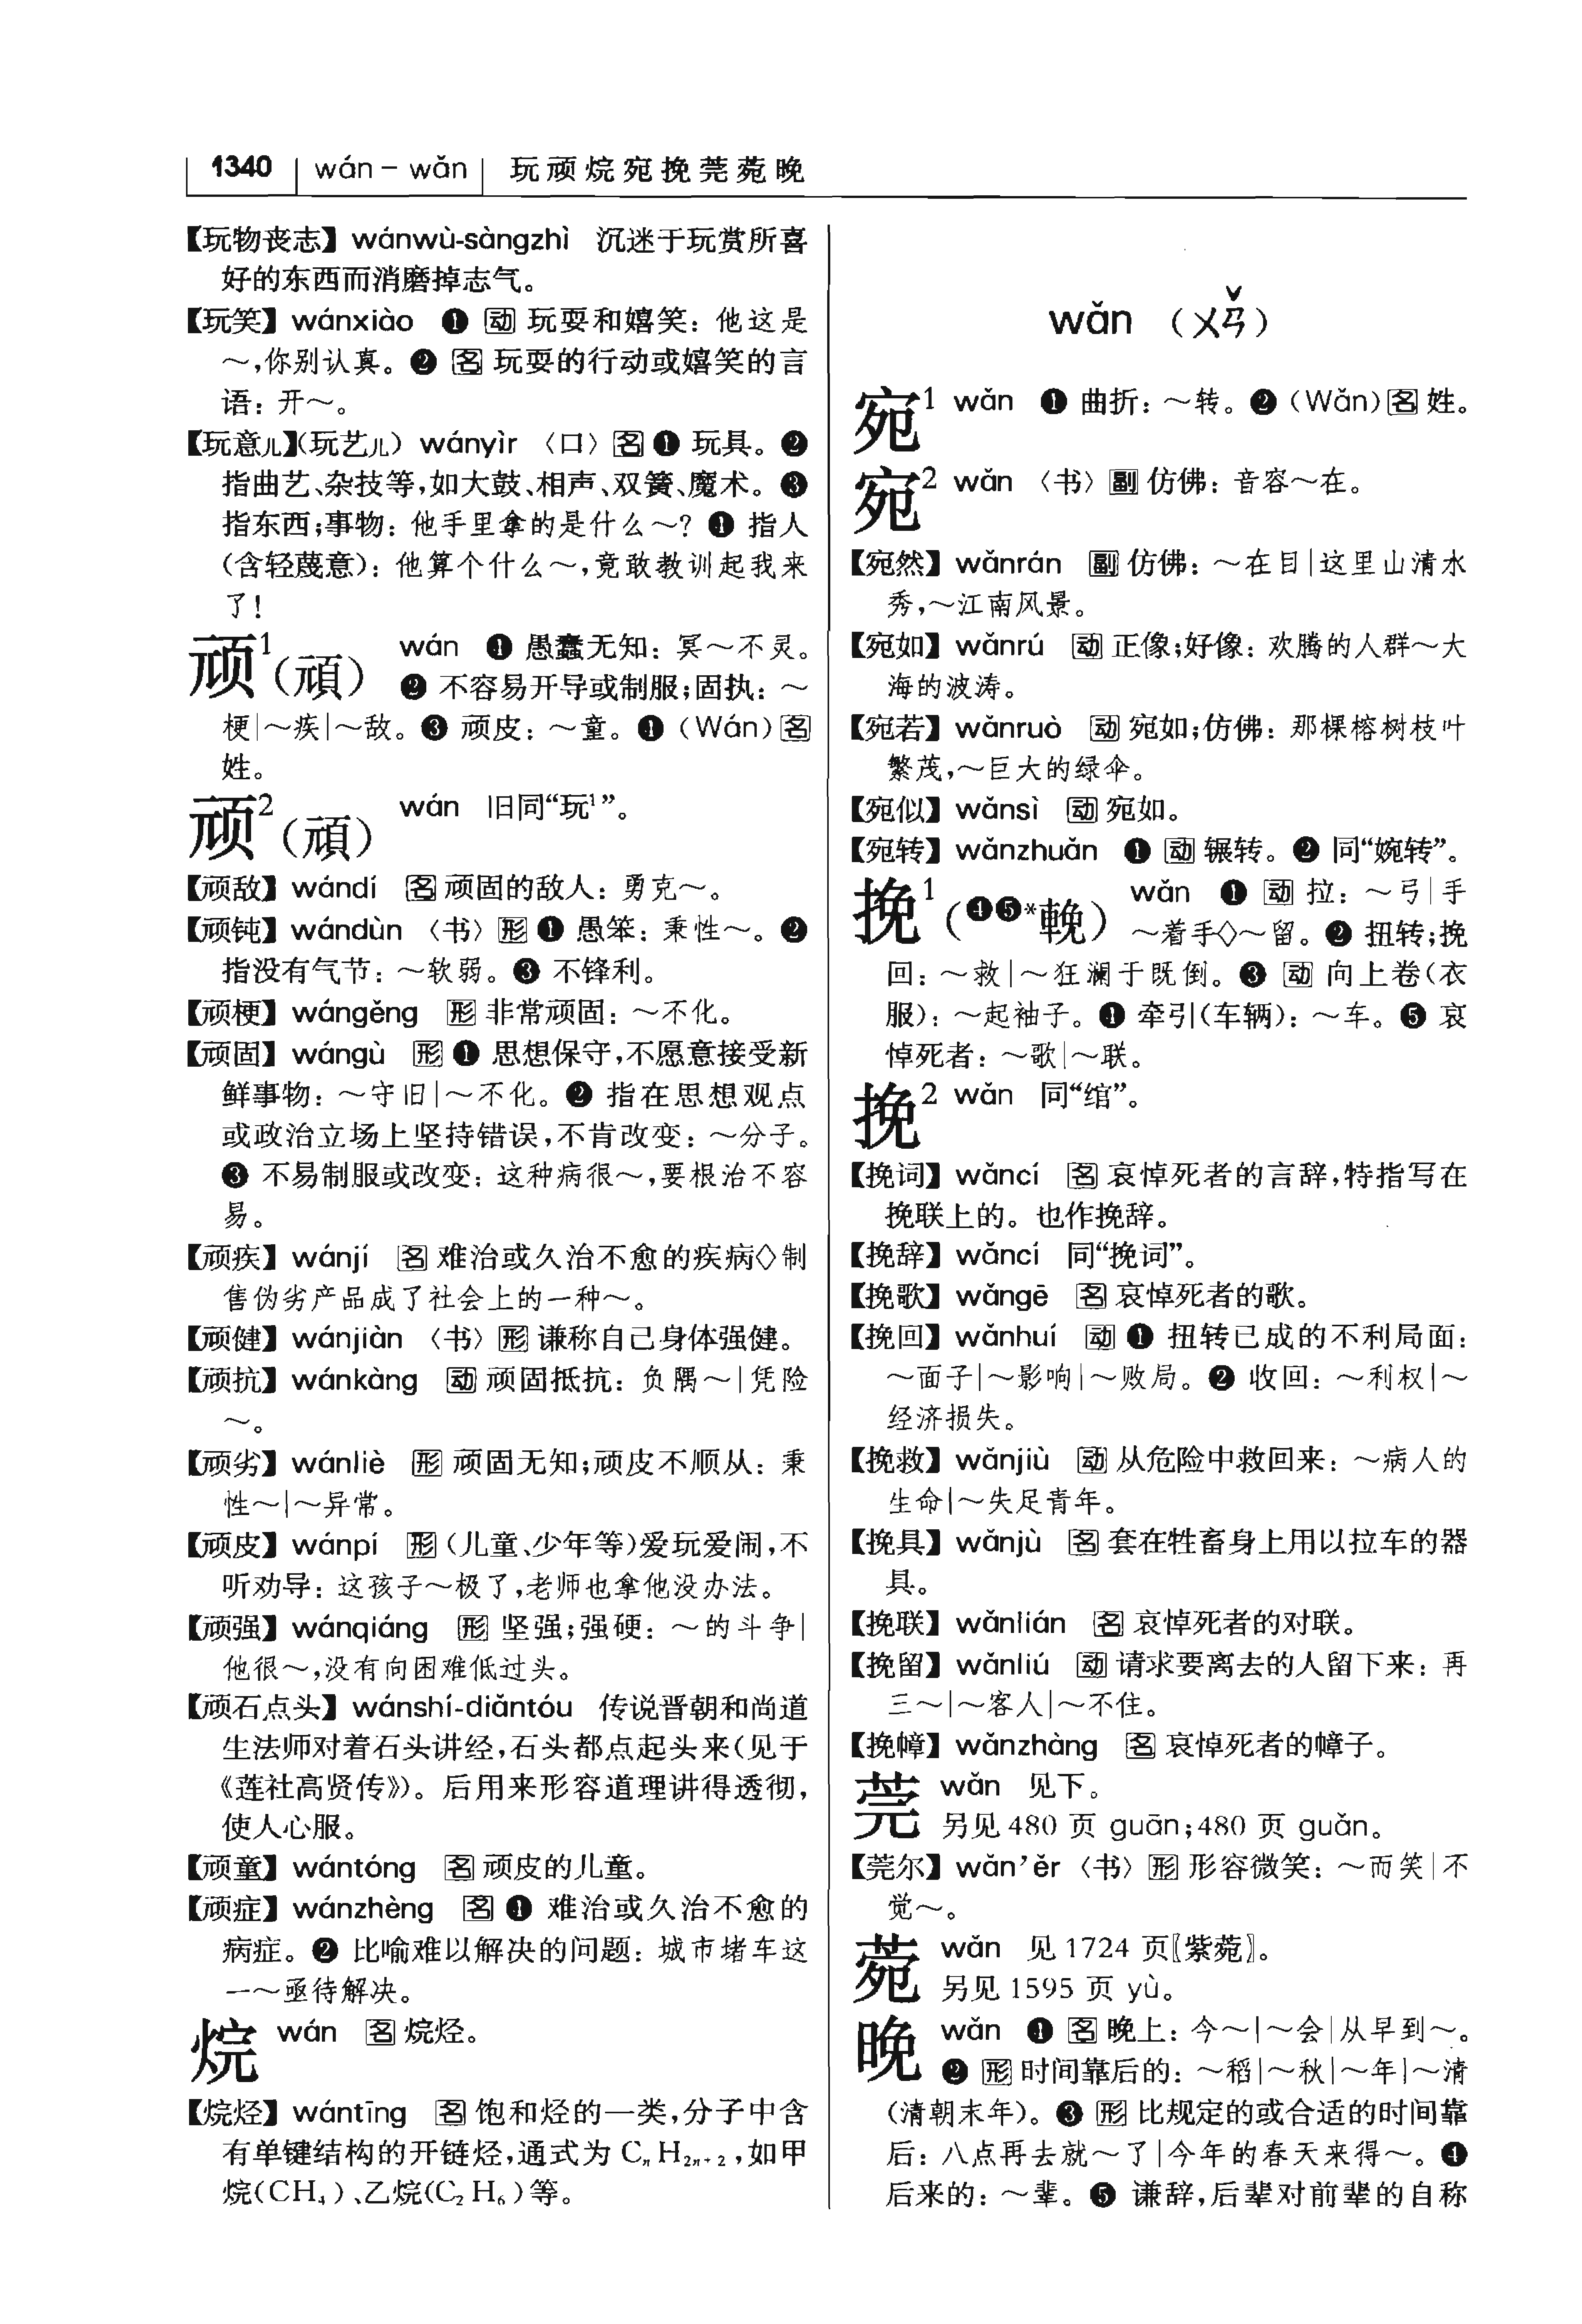 1340 wán – wǎn 玩顽烷宛挽莞菀晚
【玩物丧志】wánwù-sàngzhì 沉迷于玩赏所喜
好的东西而消磨掉志气。
【玩笑】wánxiào ❶ 动 玩耍和嬉笑：他这是
～，你别认真。❷ 名 玩耍的行动或嬉笑的言
语：开～。
【玩意儿】（玩艺儿） wányìr 〈口〉名 ❶ 玩具。❷
指曲艺、杂技等，如大鼓、相声、双簧、魔术。❸
指东西；事物：他手里拿的是什么～？❹ 指人
（含轻蔑意）：他算个什么～，竟敢教训起我来
了！
顽¹（頑） wán ❶ 愚蠢无知：冥～不灵。
❷ 不容易开导或制服；固执：～
梗｜～疾｜～敌。❸ 顽皮：～童。❹（Wán）名
姓。
顽²（頑） wán 旧同“玩¹”。
【顽敌】wándí 名 顽固的敌人：勇克～。
【顽钝】wándùn 〈书〉形 ❶ 愚笨：秉性～。❷
指没有气节：～软弱。❸ 不锋利。
【顽梗】wángěng 形 非常顽固：～不化。
【顽固】wángù 形 ❶ 思想保守，不愿意接受新
鲜事物：～守旧｜～不化。❷ 指在思想观点
或政治立场上坚持错误，不肯改变：～分子。
❸ 不易制服或改变：这种病很～，要根治不容
易。
【顽疾】wánjí 名 难治或久治不愈的疾病◇制
售伪劣产品成了社会上的一种～。
【顽健】wánjiàn 〈书〉形 谦称自己身体强健。
【顽抗】wánkàng 动 顽固抵抗：负隅～｜凭险
～。
【顽劣】wánliè 形 顽固无知；顽皮不顺从：秉
性～｜～异常。
【顽皮】wánpí 形（儿童、少年等）爱玩爱闹，不
听劝导：这孩子～极了，老师也拿他没办法。
【顽强】wánqiáng 形 坚强；强硬：～的斗争｜
他很～，没有向困难低过头。
【顽石点头】wánshí-diǎntóu 传说晋朝和尚道
生法师对着石头讲经，石头都点起头来（见于
《莲社高贤传》）。后用来形容道理讲得透彻，
使人心服。
【顽童】wántóng 名 顽皮的儿童。
【顽症】wánzhèng 名 ❶ 难治或久治不愈的
病症。❷ 比喻难以解决的问题：城市堵车这
一～亟待解决。
烷 wán 名 烷烃。
【烷烃】wántīng 名 饱和烃的一类，分子中含
有单键结构的开链烃，通式为 CₙH₂ₙ₊₂，如甲
烷（CH₄）、乙烷（C₂H₆）等。
wǎn （ㄨㄢˇ）
宛¹ wǎn ❶ 曲折：～转。❷（Wǎn）名 姓。
宛² wǎn 〈书〉副 仿佛：音容～在。
【宛然】wǎnrán 副 仿佛：～在目｜这里山清水
秀，～江南风景。
【宛如】wǎnrú 动 正像；好像：欢腾的人群～大
海的波涛。
【宛若】wǎnruò 动 宛如；仿佛：那棵榕树枝叶
繁茂，～巨大的绿伞。
【宛似】wǎnsì 动 宛如。
【宛转】wǎnzhuǎn ❶ 动 辗转。❷ 同“婉转”。
挽¹（❹❺*輓） wǎn ❶ 动 拉：～弓｜手
～着手◇～留。❷ 扭转；挽
回：～救｜～狂澜于既倒。❸ 动 向上卷（衣
服）：～起袖子。❹ 牵引（车辆）：～车。❺ 哀
悼死者：～歌｜～联。
挽² wǎn 同“绾”。
【挽词】wǎncí 名 哀悼死者的言辞，特指写在
挽联上的。也作挽辞。
【挽辞】wǎncí 同“挽词”。
【挽歌】wǎngē 名 哀悼死者的歌。
【挽回】wǎnhuí 动 ❶ 扭转已成的不利局面：
～面子｜～影响｜～败局。❷ 收回：～利权｜～
经济损失。
【挽救】wǎnjiù 动 从危险中救回来：～病人的
生命｜～失足青年。
【挽具】wǎnjù 名 套在牲畜身上用以拉车的器
具。
【挽联】wǎnlián 名 哀悼死者的对联。
【挽留】wǎnliú 动 请求要离去的人留下来：再
三～｜～客人｜～不住。
【挽幛】wǎnzhàng 名 哀悼死者的幛子。
莞 wǎn 见下。
另见 480 页 guān；480 页 guǎn。
【莞尔】wǎn’ěr 〈书〉形 形容微笑：～而笑｜不
觉～。
菀 wǎn 见 1724 页〖紫菀〗。
另见 1595 页 yù。
晚 wǎn ❶ 名 晚上：今～｜～会｜从早到～。
❷ 形 时间靠后的：～稻｜～秋｜～年｜～清
（清朝末年）。❸ 形 比规定的或合适的时间靠
后：八点再去就～了｜今年的春天来得～。❹
后来的：～辈。❺ 谦辞，后辈对前辈的自称